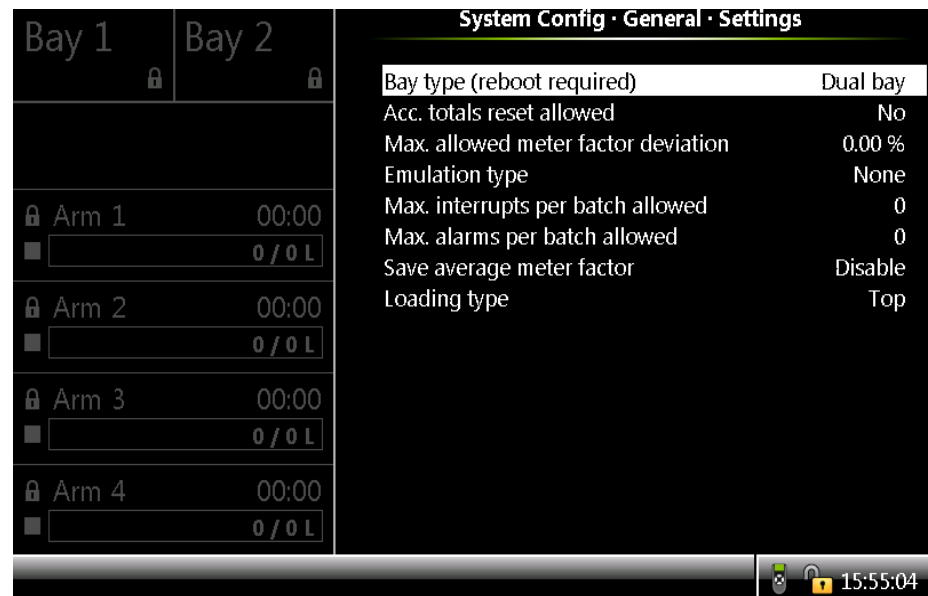 Bay 1
Bay 2
System Config · General · Settings
Bay type (reboot required) Dual bay
Acc. totals reset allowed No
Max. allowed meter factor deviation 0.00 %
Emulation type None
Max. interrupts per batch allowed 0
Max. alarms per batch allowed 0
Save average meter factor Disable
Loading type Top
Arm 1 00:00
0 / 0 L
Arm 2 00:00
0 / 0 L
Arm 3 00:00
0 / 0 L
Arm 4 00:00
0 / 0 L
15:55:04